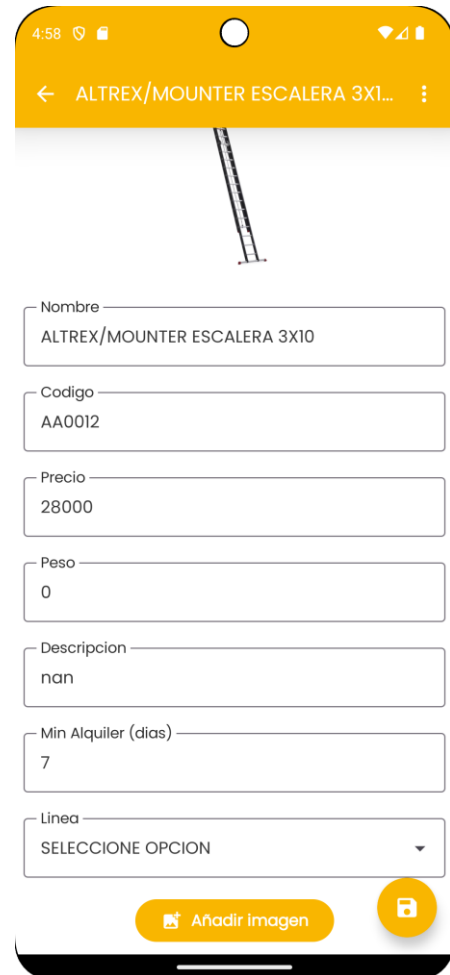 4:58
ALTREX/MOUNTER ESCALERA 3X1...
Nombre
ALTREX/MOUNTER ESCALERA 3X10
Codigo
AA0012
Precio
28000
Peso
0
Descripcion
nan
Min Alquiler (dias)
7
Linea
SELECCIONE OPCION
Añadir imagen